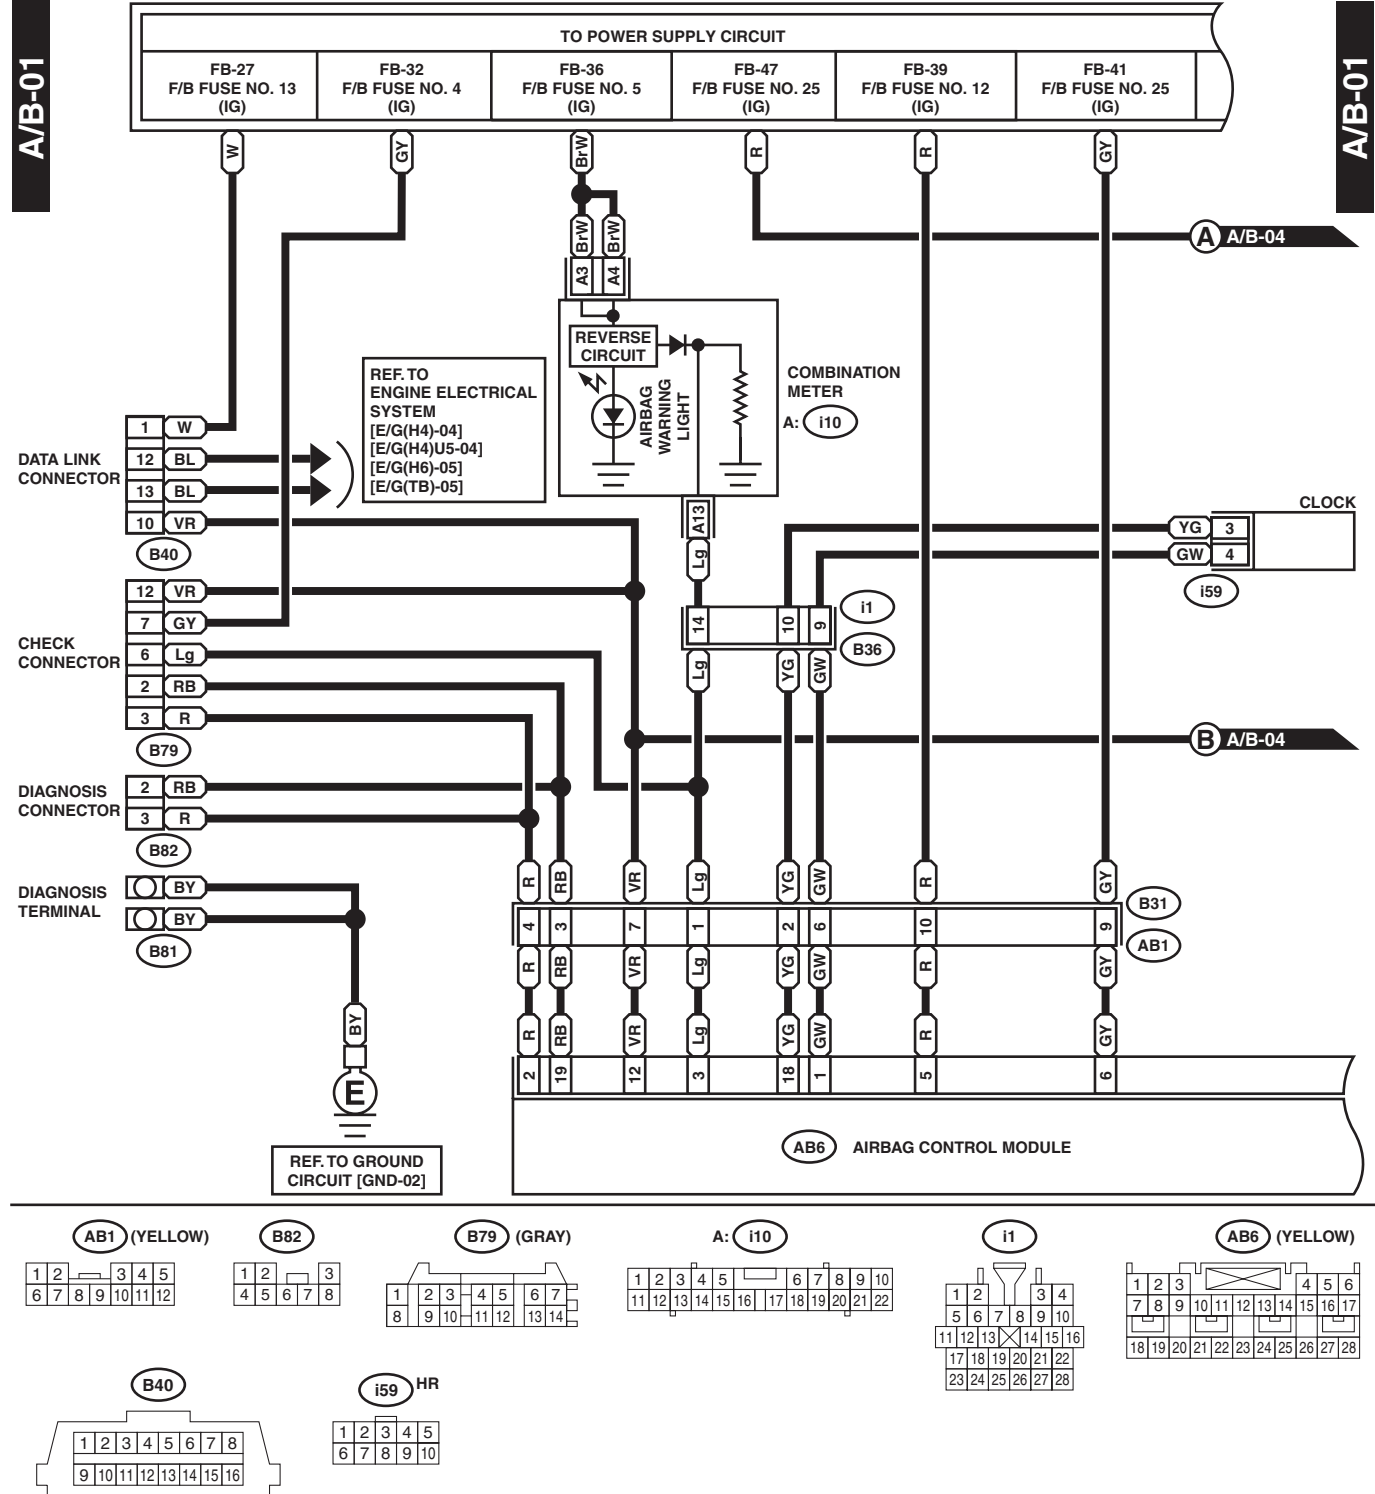 A/B-01
A/B-01
TO POWER SUPPLY CIRCUIT
FB-27
F/B FUSE NO. 13
(IG)
FB-32
F/B FUSE NO. 4
(IG)
FB-36
F/B FUSE NO. 5
(IG)
FB-47
F/B FUSE NO. 25
(IG)
FB-39
F/B FUSE NO. 12
(IG)
FB-41
F/B FUSE NO. 25
(IG)
W
GY
BrW
R
R
GY
BrW
BrW
A3
A4
A A/B-04
REVERSE
CIRCUIT
AIRBAG
WARNING
LIGHT
COMBINATION
METER
A: i10
REF. TO
ENGINE ELECTRICAL
SYSTEM
[E/G(H4)-04]
[E/G(H4)U5-04]
[E/G(H6)-05]
[E/G(TB)-05]
DATA LINK
CONNECTOR
1 W
12 BL
13 BL
10 VR
B40
A13
Lg
CLOCK
YG 3
GW 4
i59
CHECK
CONNECTOR
12 VR
7 GY
6 Lg
2 RB
3 R
B79
14
10
9
i1
B36
Lg
YG
GW
B A/B-04
DIAGNOSIS
CONNECTOR
2 RB
3 R
B82
DIAGNOSIS
TERMINAL
BY
BY
B81
R
RB
VR
Lg
YG
GW
R
GY
B31
4
3
7
1
2
6
10
9
AB1
R
RB
VR
Lg
YG
GW
R
GY
BY
R
RB
VR
Lg
YG
GW
R
GY
2
19
12
3
18
1
5
6
E
REF. TO GROUND
CIRCUIT [GND-02]
AB6 AIRBAG CONTROL MODULE
AB1 (YELLOW)
1 2 3 4 5
6 7 8 9 10 11 12
B82
1 2 3
4 5 6 7 8
B79 (GRAY)
1 2 3 4 5 6 7
8 9 10 11 12 13 14
A: i10
1 2 3 4 5 6 7 8 9 10
11 12 13 14 15 16 17 18 19 20 21 22
i1
1 2 3 4
5 6 7 8 9 10
11 12 13 14 15 16
17 18 19 20 21 22
23 24 25 26 27 28
AB6 (YELLOW)
1 2 3 4 5 6
7 8 9 10 11 12 13 14 15 16 17
18 19 20 21 22 23 24 25 26 27 28
B40
1 2 3 4 5 6 7 8
9 10 11 12 13 14 15 16
i59 HR
1 2 3 4 5
6 7 8 9 10